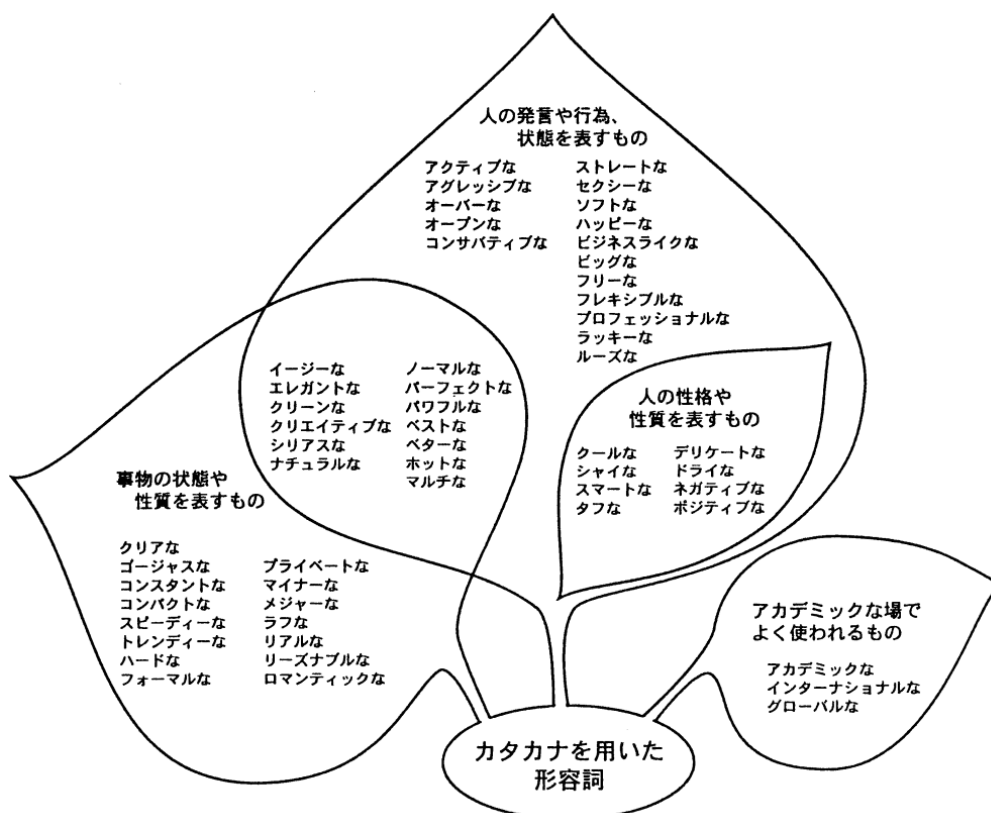 人の発言や行為、
状態を表すもの
アクティブな
アグレッシブな
オーバーな
オープンな
コンサバティブな
ストレートな
セクシーな
ソフトな
ハッピーな
ビジネスライクな
ビッグな
フリーな
フレキシブルな
プロフェッショナルな
ラッキーな
ルーズな
イージーな
エレガントな
クリーンな
クリエイティブな
シリアスな
ナチュラルな
ノーマルな
パーフェクトな
パワフルな
ベストな
ベターな
ホットな
マルチな
人の性格や
性質を表すもの
クールな
シャイな
スマートな
タフな
デリケートな
ドライな
ネガティブな
ポジティブな
事物の状態や
性質を表すもの
クリアな
ゴージャスな
コンスタントな
コンパクトな
スピーディーな
トレンディーな
ハードな
フォーマルな
プライベートな
マイナーな
メジャーな
ラフな
リアルな
リーズナブルな
ロマンティックな
アカデミックな場で
よく使われるもの
アカデミックな
インターナショナルな
グローバルな
カタカナを用いた
形容詞